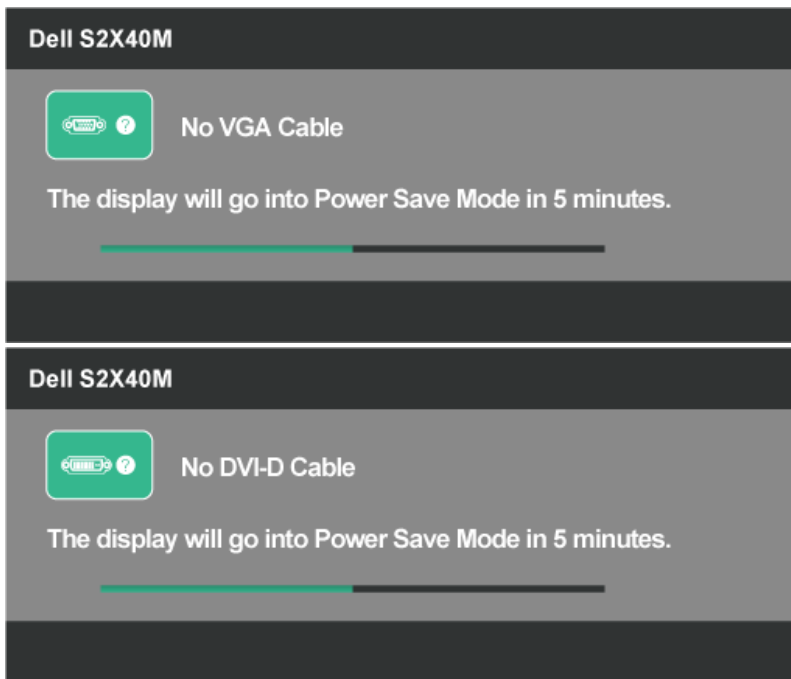 Dell S2X40M
No VGA Cable
The display will go into Power Save Mode in 5 minutes.
Dell S2X40M
No DVI-D Cable
The display will go into Power Save Mode in 5 minutes.